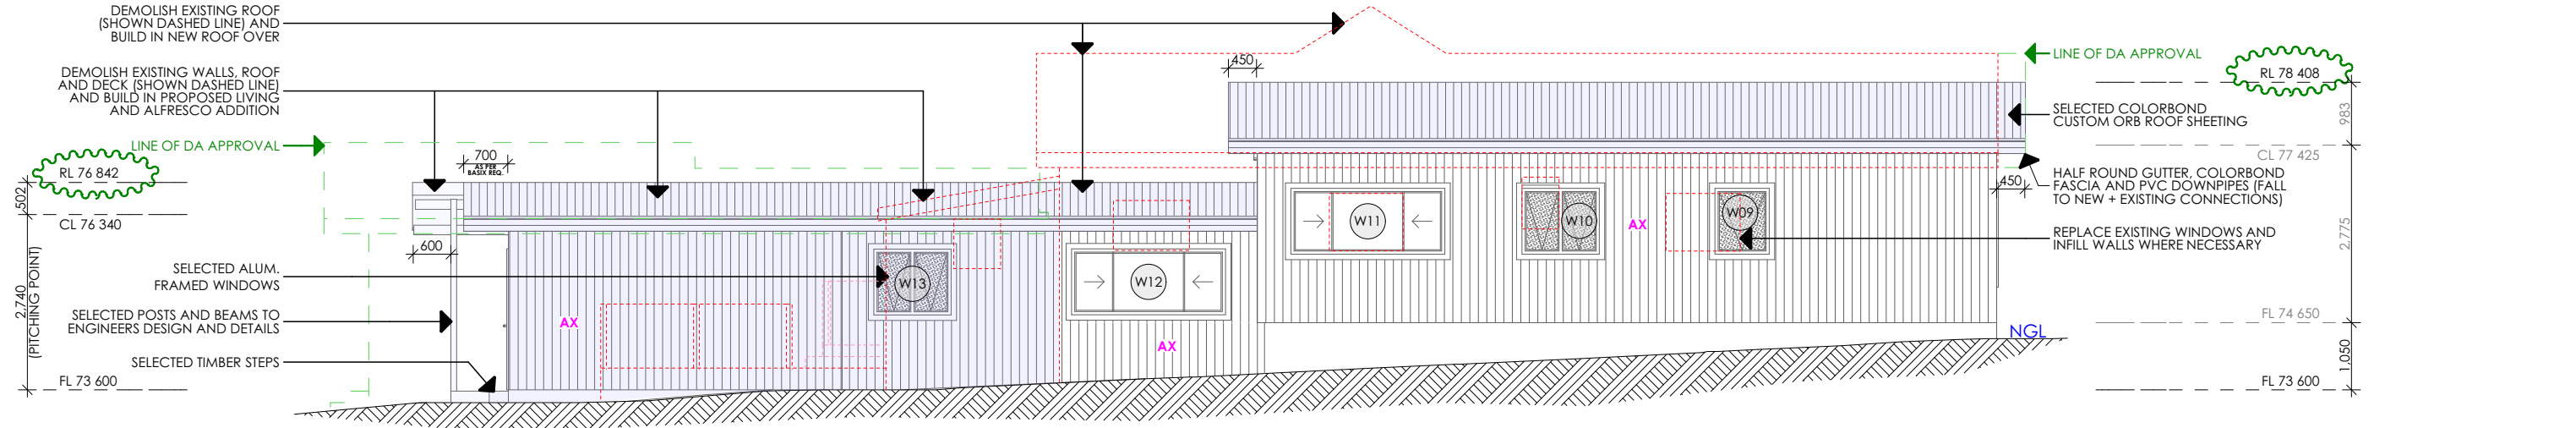 DEMOLISH EXISTING ROOF
(SHOWN DASHED LINE) AND
BUILD IN NEW ROOF OVER
DEMOLISH EXISTING WALLS, ROOF
AND DECK (SHOWN DASHED LINE)
AND BUILD IN PROPOSED LIVING
AND ALFRESCO ADDITION
LINE OF DA APPROVAL
RL 76 842
502
CL 76 340
2,740
(PITCHING POINT)
FL 73 600
SELECTED ALUM.
FRAMED WINDOWS
SELECTED POSTS AND BEAMS TO
ENGINEERS DESIGN AND DETAILS
SELECTED TIMBER STEPS
700
AS PER
BASIX REQ.
600
AX
W13
W12
AX
450
W11
W10
AX
W09
450
NGL
LINE OF DA APPROVAL
RL 78 408
SELECTED COLORBOND
CUSTOM ORB ROOF SHEETING
983
CL 77 425
HALF ROUND GUTTER, COLORBOND
FASCIA AND PVC DOWNPIPES (FALL
TO NEW + EXISTING CONNECTIONS)
REPLACE EXISTING WINDOWS AND
INFILL WALLS WHERE NECESSARY
2,775
FL 74 650
1,050
FL 73 600